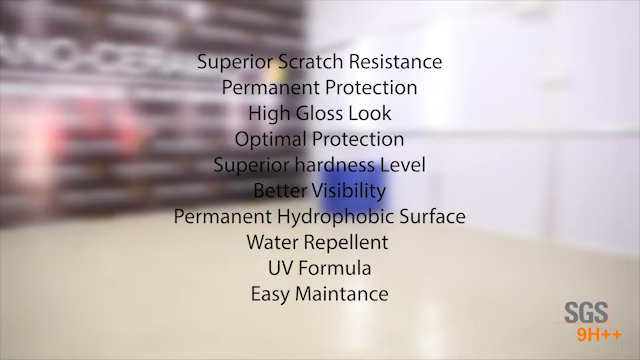 Superior Scratch Resistance
Permanent Protection
High Gloss Look
Optimal Protection
Superior hardness Level
Better Visibility
Permanent Hydrophobic Surface
Water Repellent
UV Formula
Easy Maintance
SGS
9H++